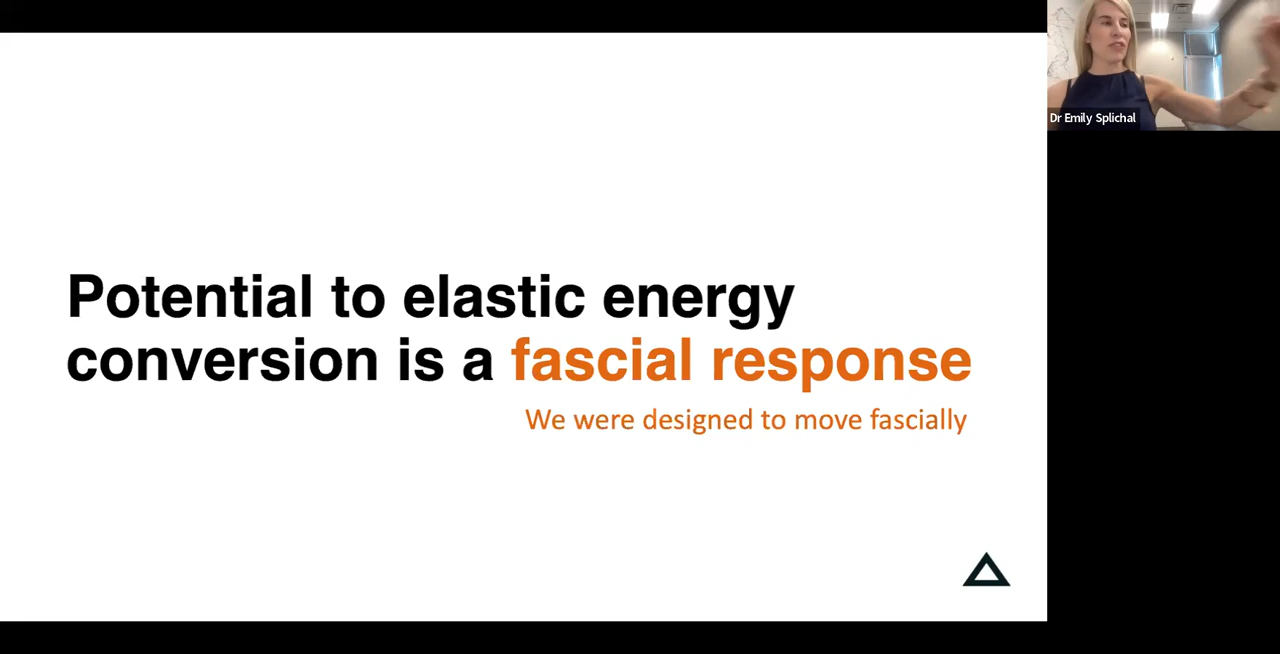 Dr Emily Splichal
Potential to elastic energy
conversion is a fascial response
We were designed to move fascially